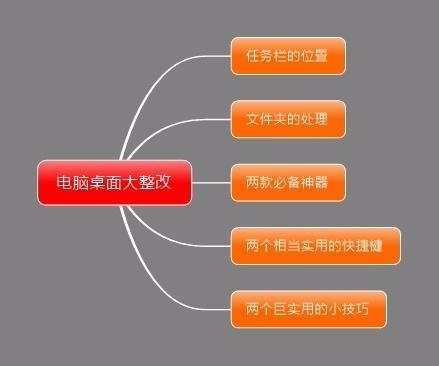 任务栏的位置
文件夹的处理
电脑桌面大整改
两款必备神器
两个相当实用的快捷键
两个巨实用的小技巧